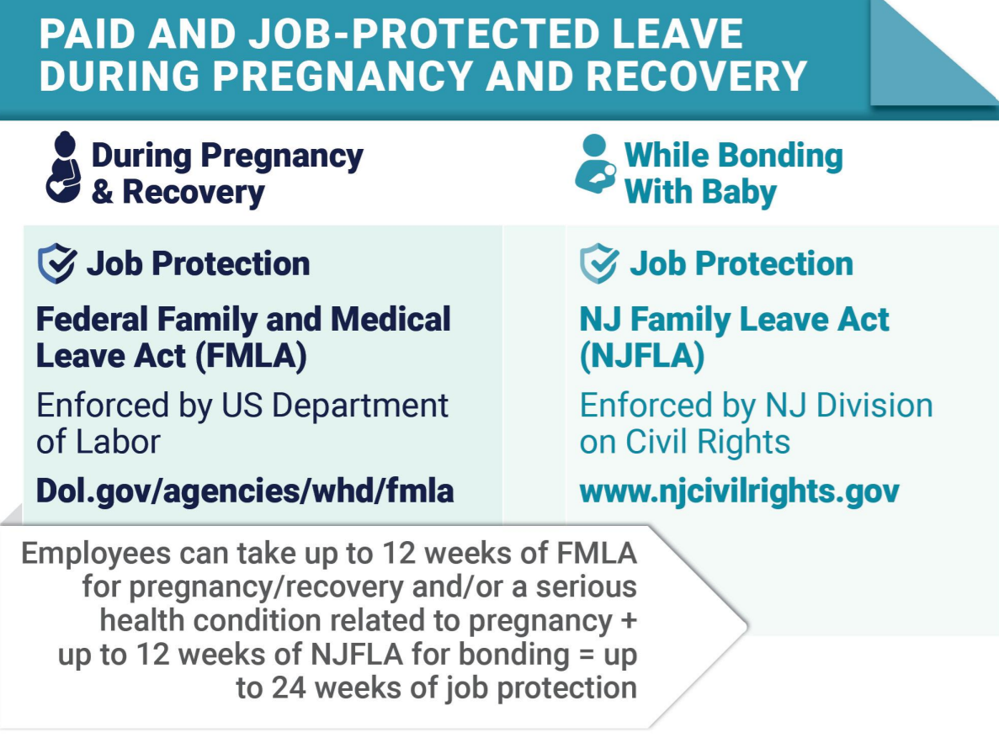 PAID AND JOB-PROTECTED LEAVE
DURING PREGNANCY AND RECOVERY
During Pregnancy
& Recovery
Job Protection
Federal Family and Medical
Leave Act (FMLA)
Enforced by US Department
of Labor
Dol.gov/agencies/whd/fmla
While Bonding
With Baby
Job Protection
NJ Family Leave Act
(NJFLA)
Enforced by NJ Division
on Civil Rights
www.njcivilrights.gov
Employees can take up to 12 weeks of FMLA
for pregnancy/recovery and/or a serious
health condition related to pregnancy +
up to 12 weeks of NJFLA for bonding = up
to 24 weeks of job protection